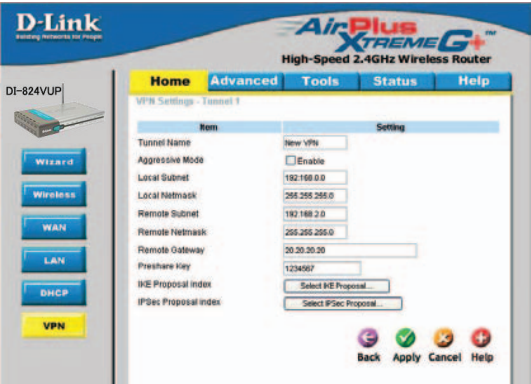 D-Link
Building Networks for People
AirPlus
XTREME G+™
High-Speed 2.4GHz Wireless Router
DI-824VUP
Home Advanced Tools Status Help
VPN Settings - Tunnel 1
Item Setting
Tunnel Name New VPN
Aggressive Mode Enable
Local Subnet 192.168.0.0
Local Netmask 255.255.255.0
Remote Subnet 192.168.2.0
Remote Netmask 255.255.255.0
Remote Gateway 20.20.20.20
Preshare Key 1234567
IKE Proposal index Select IKE Proposal...
IPSec Proposal index Select IPSec Proposal...
Wizard
Wireless
WAN
LAN
DHCP
VPN
Back Apply Cancel Help